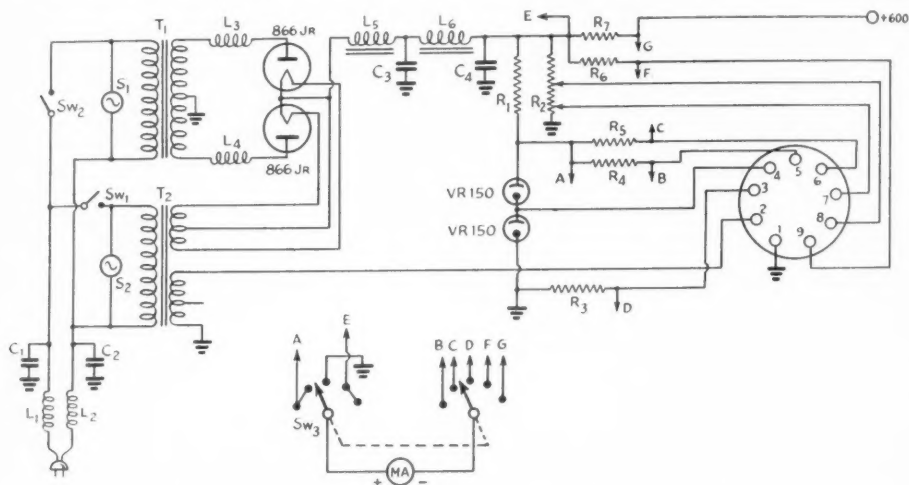 T1 L3 866 JR L5 L6 E R7 +600
G
R6 F
Sw2 S1 C3 C4
R1 R2
R5 C
L4 866 JR A R4 B
Sw1 T2
VR150
VR150
S2
R3 D
1 2 3 4 5 6 7 8 9
C1 C2
A E B C D F G
L1 L2 Sw3
+ MA -